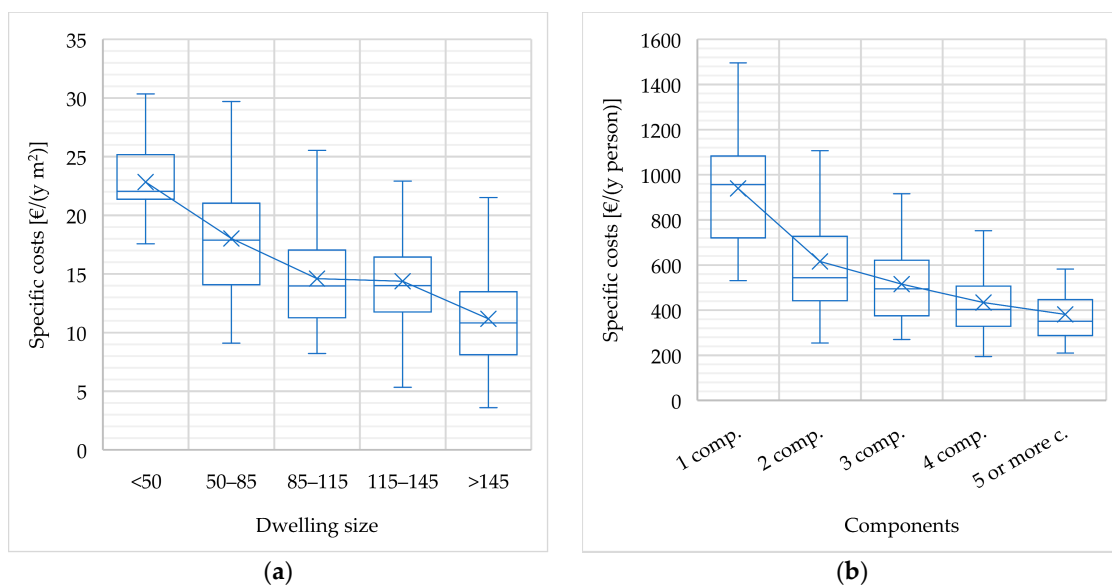 35
30
25
20
15
10
5
0
Specific costs [€/(y m²)]
<50 50–85 85–115 115–145 >145
Dwelling size
(a)
1600
1400
1200
1000
800
600
400
200
0
Specific costs [€/(y person)]
1 comp. 2 comp. 3 comp. 4 comp. 5 or more c.
Components
(b)